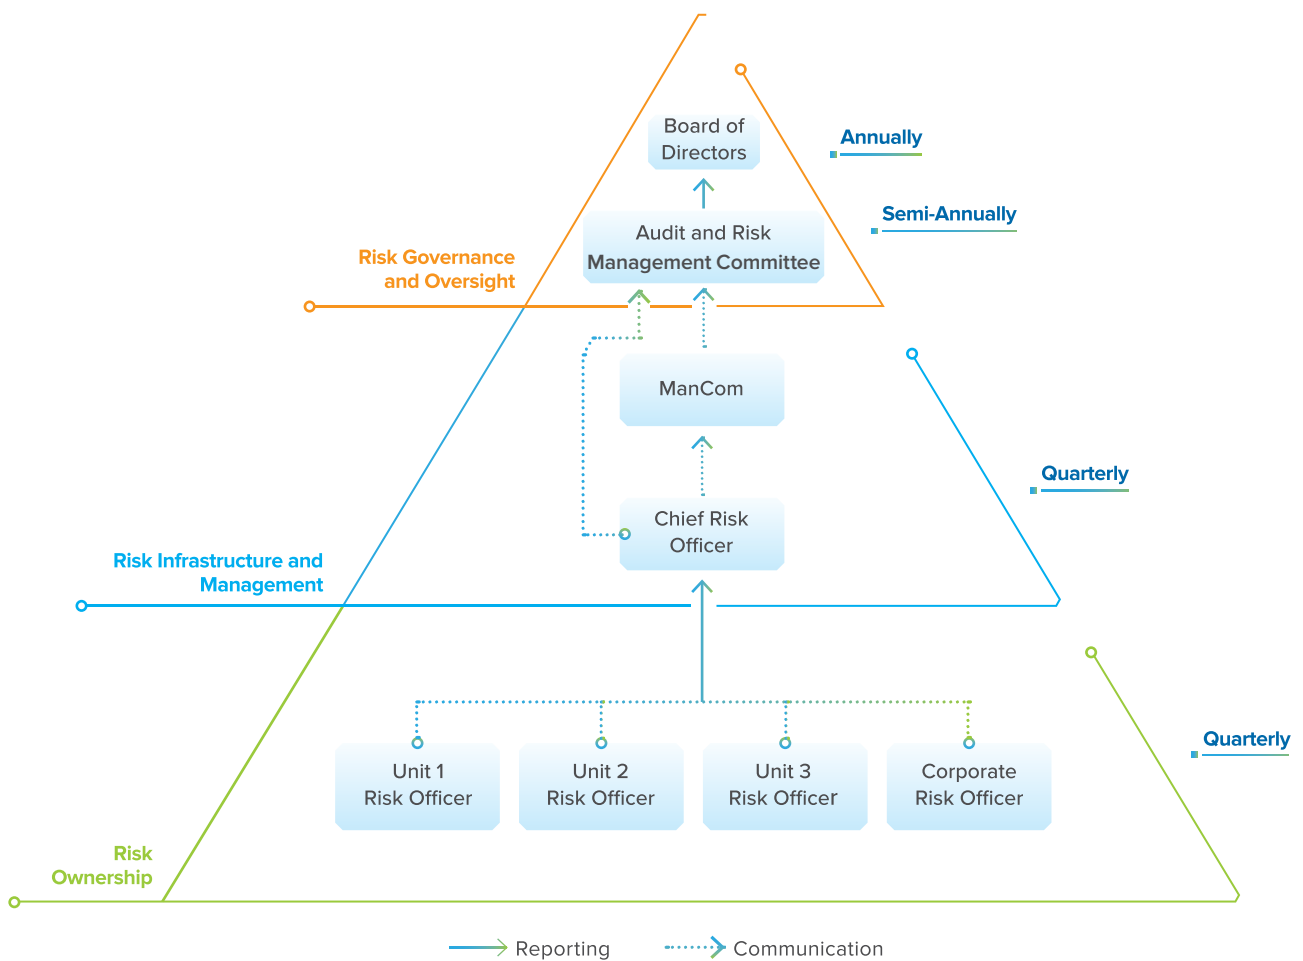 Board of
Directors
Annually
Audit and Risk
Management Committee
Semi-Annually
Risk Governance
and Oversight
ManCom
Quarterly
Chief Risk
Officer
Risk Infrastructure and
Management
Quarterly
Unit 1
Risk Officer
Unit 2
Risk Officer
Unit 3
Risk Officer
Corporate
Risk Officer
Risk
Ownership
Reporting
Communication